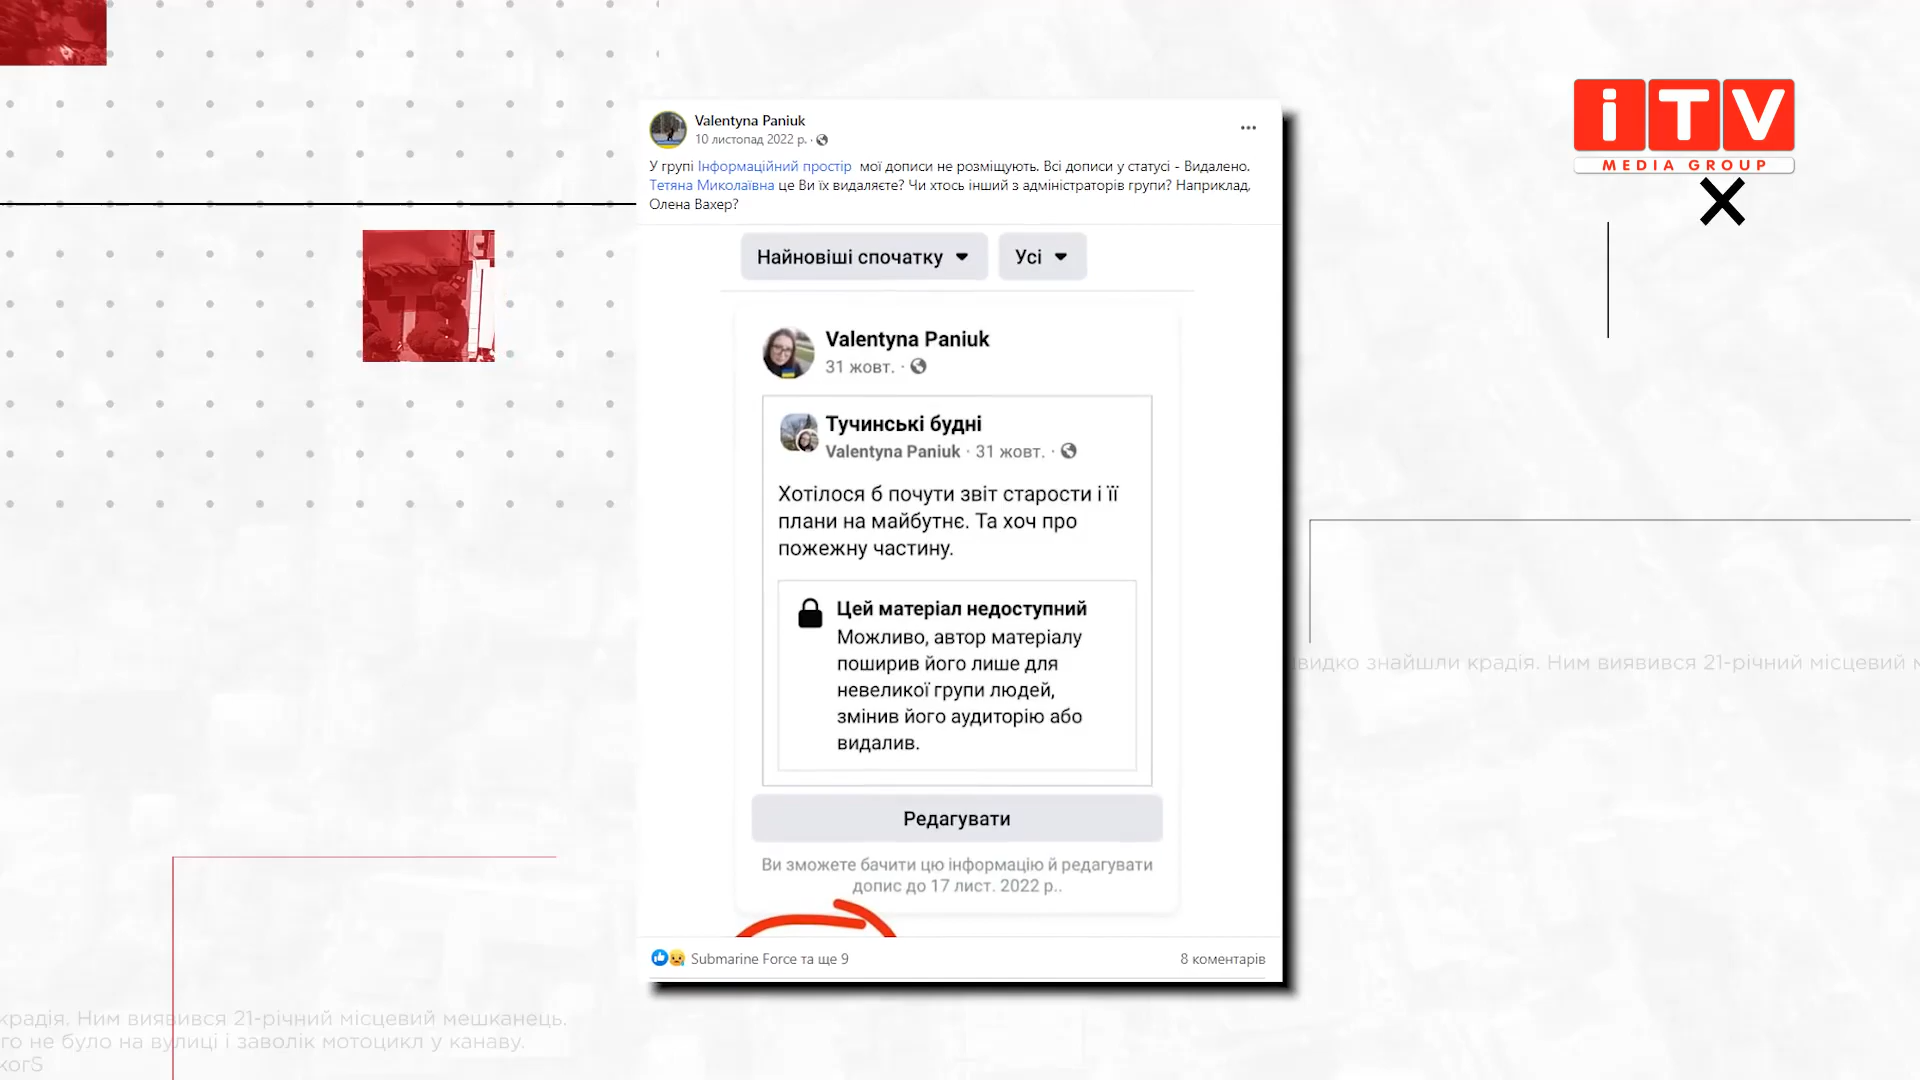 iTV
MEDIA GROUP
Valentyna Paniuk
10 листопад 2022 р. ·
У групі Інформаційний простір мої дописи не розміщують. Всі дописи у статусі - Видалено.
Тетяна Миколаївна це Ви їх видаляєте? Чи хтось інший з адміністраторів групи? Наприклад,
Олена Вахер?
Найновіші спочатку
Усі
Valentyna Paniuk
31 жовт. ·
Тучинські будні
Valentyna Paniuk · 31 жовт. ·
Хотілося б почути звіт старости і її
плани на майбутнє. Та хоч про
пожежну частину.
Цей матеріал недоступний
Можливо, автор матеріалу
поширив його лише для
невеликої групи людей,
змінив його аудиторію або
видалив.
Редагувати
Ви зможете бачити цю інформацію й редагувати
допис до 17 лист. 2022 р..
Submarine Force та ще 9
8 коментарів
знайшли крадія. Ним виявився 21-річний місцевий
крадія. Ним виявився 21-річний місцевий мешканець.
го не було на вулиці і заволік мотоцикл у канаву.